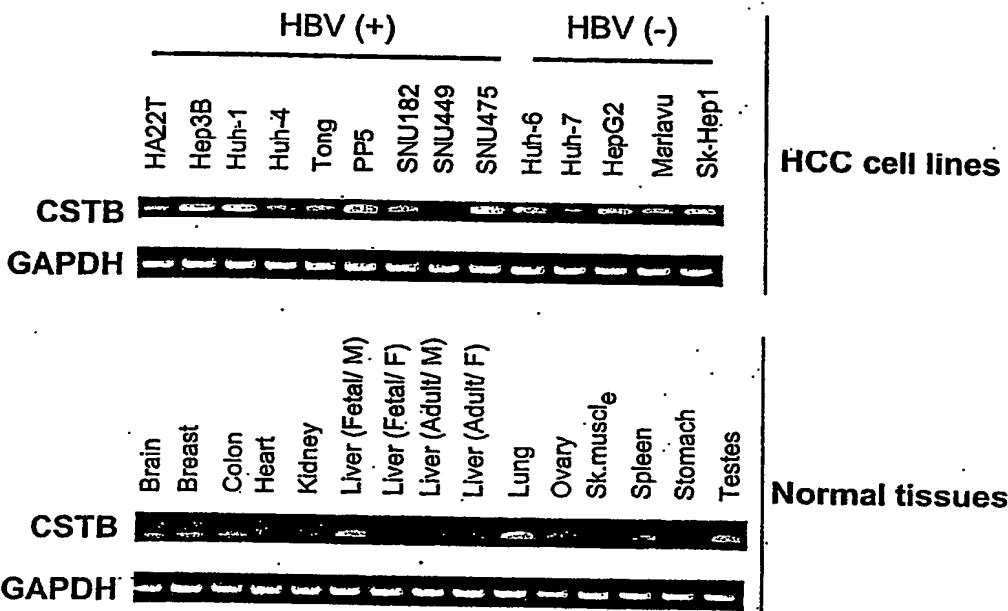 HBV (+) HBV (-)
HA22T Hep3B Huh-1 Huh-4 Tong PP5 SNU182 SNU449 SNU475 Huh-6 Huh-7 HepG2 Marlavu Sk-Hep1
HCC cell lines
CSTB
GAPDH
Brain Breast Colon Heart Kidney Liver (Fetal/ M) Liver (Fetal/ F) Liver (Adult/ M) Liver (Adult/ F) Lung Ovary Sk.muscle Spleen Stomach Testes
Normal tissues
CSTB
GAPDH